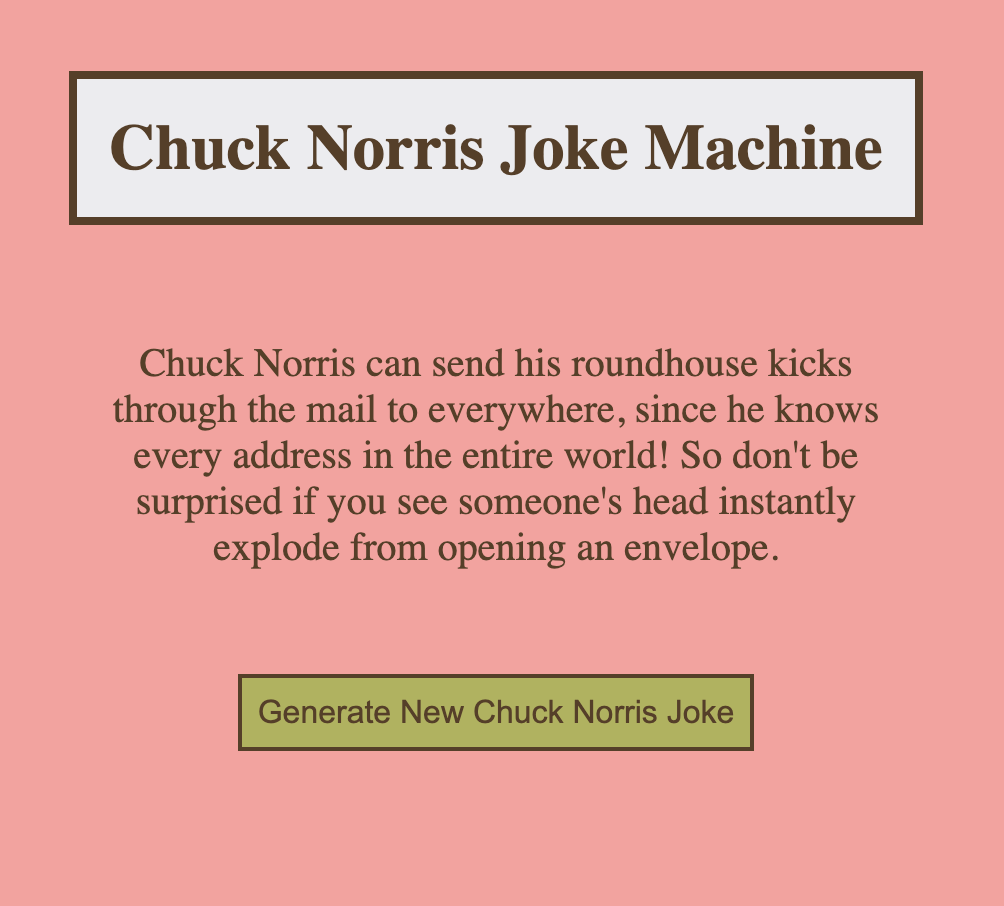 Chuck Norris Joke Machine
Chuck Norris can send his roundhouse kicks
through the mail to everywhere, since he knows
every address in the entire world! So don't be
surprised if you see someone's head instantly
explode from opening an envelope.
Generate New Chuck Norris Joke